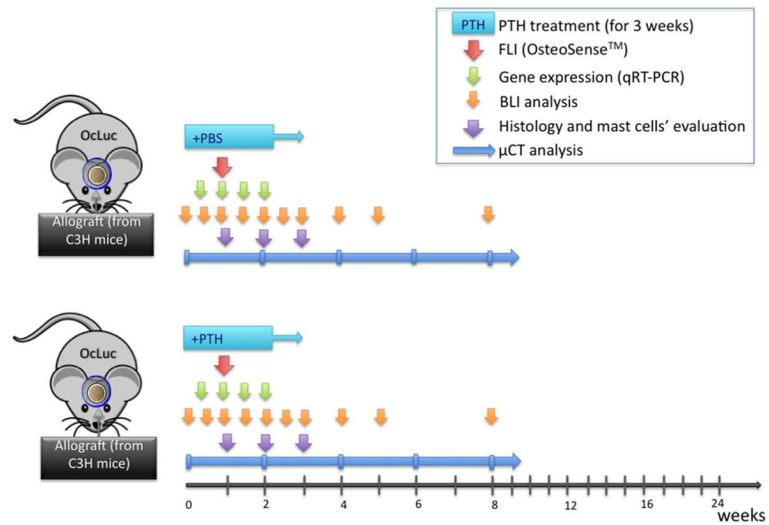 PTH PTH treatment (for 3 weeks)
FLI (OsteoSense™)
Gene expression (qRT-PCR)
BLI analysis
Histology and mast cells’ evaluation
µCT analysis
OcLuc
+PBS
Allograft (from
C3H mice)
OcLuc
+PTH
Allograft (from
C3H mice)
0 2 4 6 8 12 16 20 24
weeks